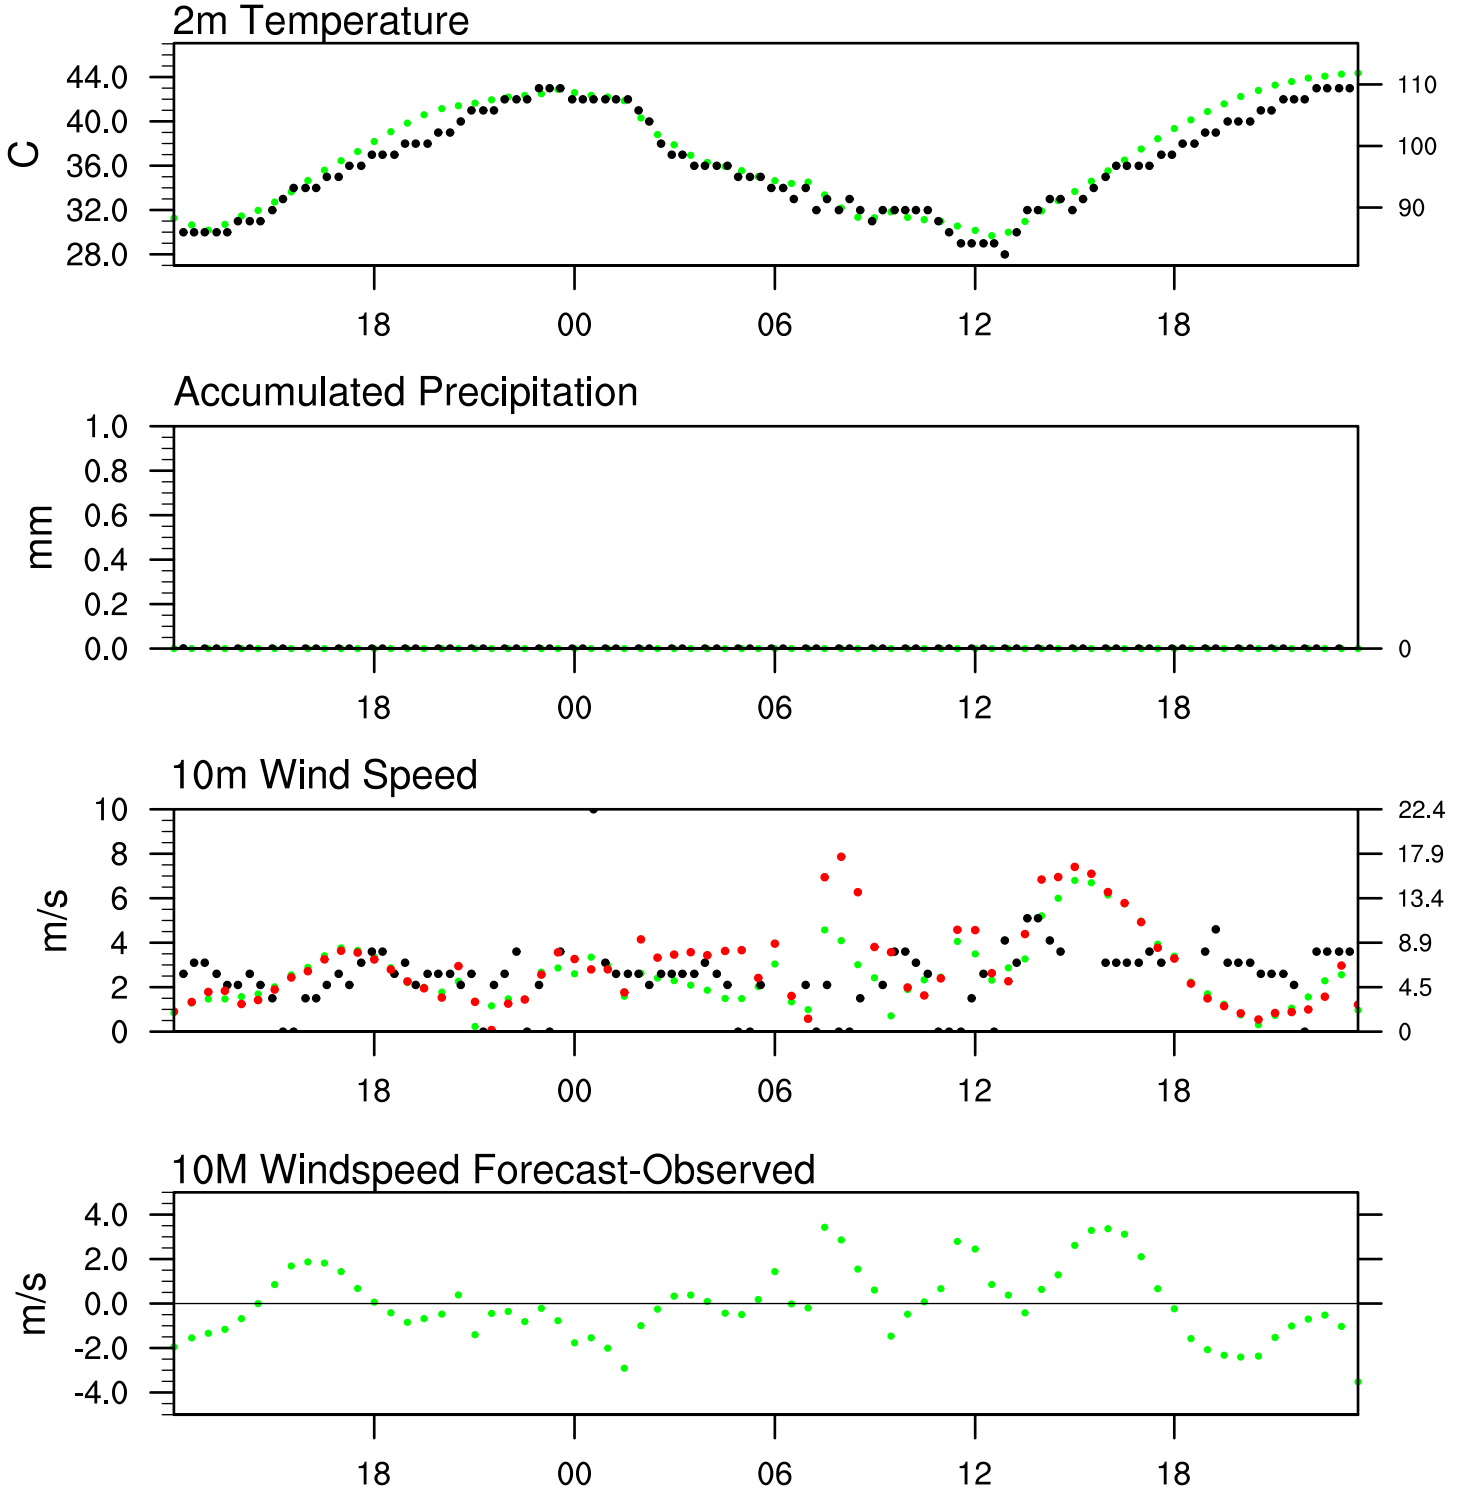 2m Temperature
44.0
40.0
36.0
32.0
28.0
C
110
100
90
18 00 06 12 18
Accumulated Precipitation
1.0
0.8
0.6
0.4
0.2
0.0
mm
0
18 00 06 12 18
10m Wind Speed
10
8
6
4
2
0
m/s
22.4
17.9
13.4
8.9
4.5
0
18 00 06 12 18
10M Windspeed Forecast-Observed
4.0
2.0
0.0
-2.0
-4.0
m/s
18 00 06 12 18